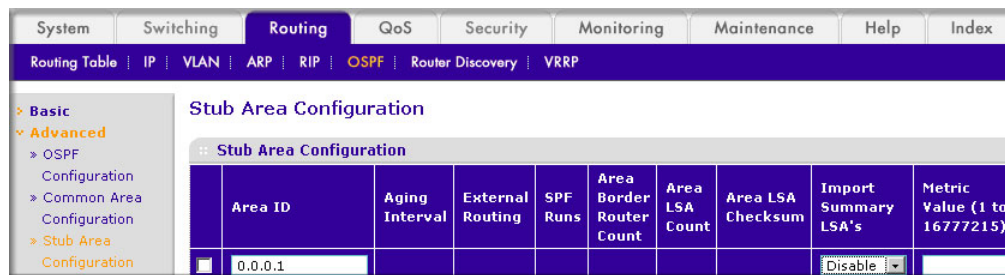 System Switching Routing QoS Security Monitoring Maintenance Help Index
Routing Table IP VLAN ARP RIP OSPF Router Discovery VRRP
Basic
Advanced
» OSPF
Configuration
» Common Area
Configuration
» Stub Area
Configuration
Stub Area Configuration
Stub Area Configuration
Area ID
Aging
Interval
External
Routing
SPF
Runs
Area
Border
Router
Count
Area
LSA
Count
Area LSA
Checksum
Import
Summary
LSA's
Metric
Value (1 to
16777215)
0.0.0.1
Disable